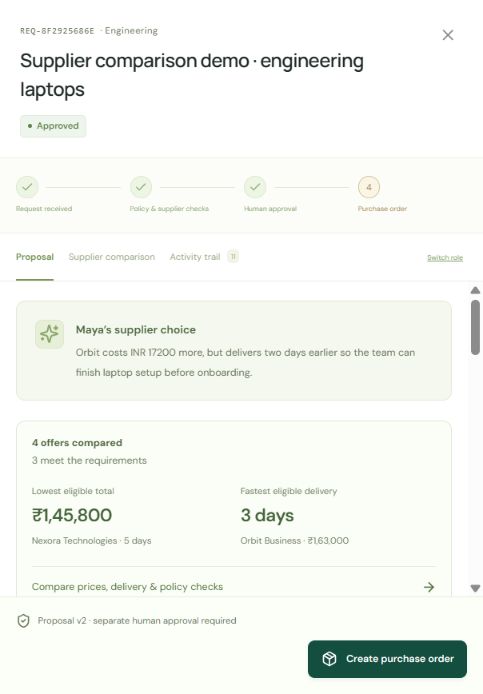 REQ-8F2925686E · Engineering
Supplier comparison demo · engineering
laptops
Approved
4
Request received
Policy & supplier checks
Human approval
Purchase order
Proposal
Supplier comparison
Activity trail
11
Switch role
Maya's supplier choice
Orbit costs INR 17200 more, but delivers two days earlier so the team can
finish laptop setup before onboarding.
4 offers compared
3 meet the requirements
Lowest eligible total
₹1,45,800
Nexora Technologies · 5 days
Fastest eligible delivery
3 days
Orbit Business · ₹1,63,000
Compare prices, delivery & policy checks
Proposal v2 · separate human approval required
Create purchase order